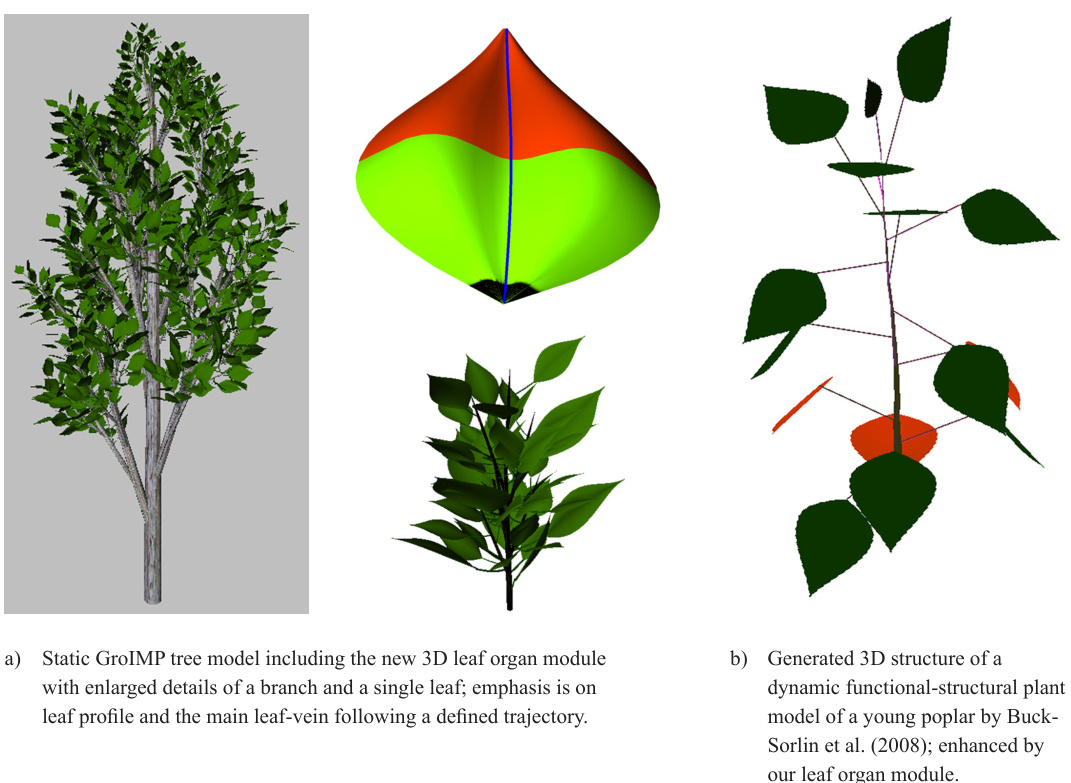 a) Static GroIMP tree model including the new 3D leaf organ module
with enlarged details of a branch and a single leaf; emphasis is on
leaf profile and the main leaf-vein following a defined trajectory.
b) Generated 3D structure of a
dynamic functional-structural plant
model of a young poplar by Buck-
Sorlin et al. (2008); enhanced by
our leaf organ module.